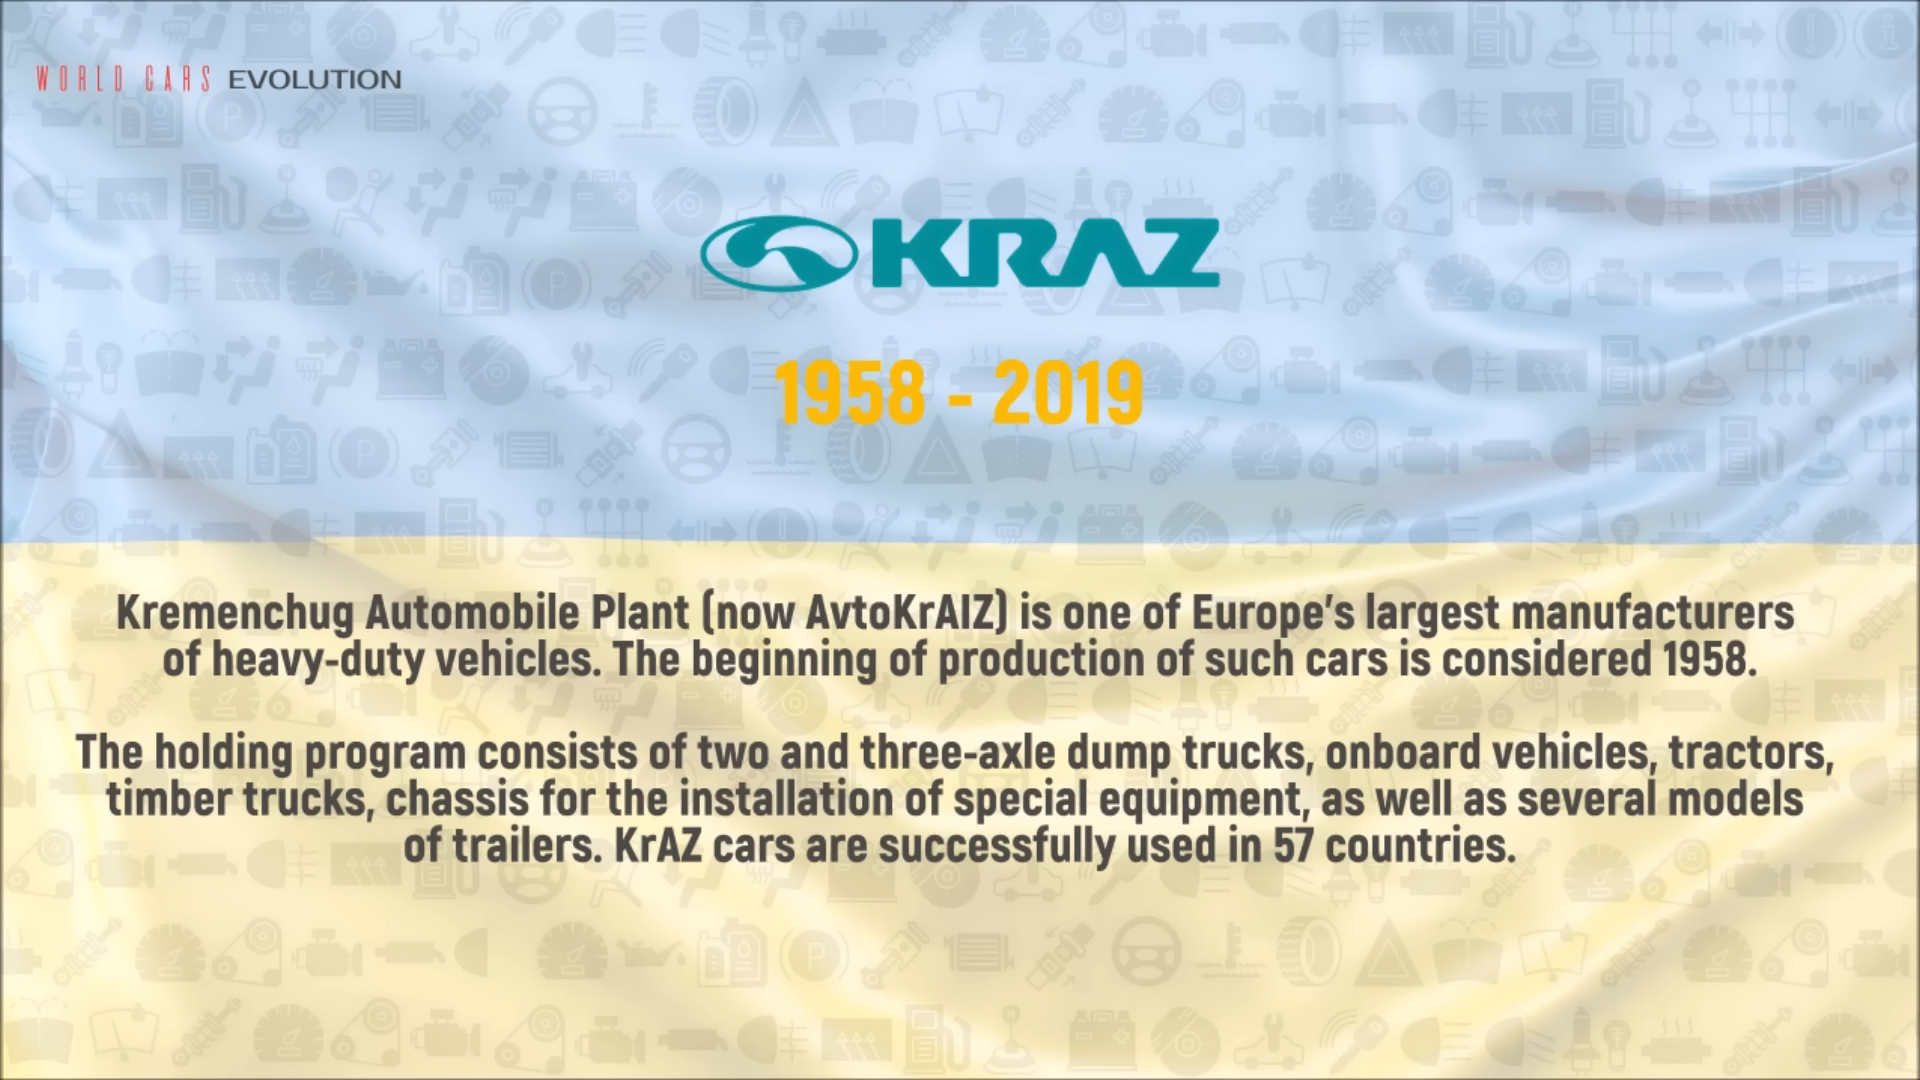 WORLD CARS EVOLUTION
KRAZ
1958 - 2019
Kremenchug Automobile Plant (now AvtoKrAIZ) is one of Europe's largest manufacturers
of heavy-duty vehicles. The beginning of production of such cars is considered 1958.
The holding program consists of two and three-axle dump trucks, onboard vehicles, tractors,
timber trucks, chassis for the installation of special equipment, as well as several models
of trailers. KrAZ cars are successfully used in 57 countries.